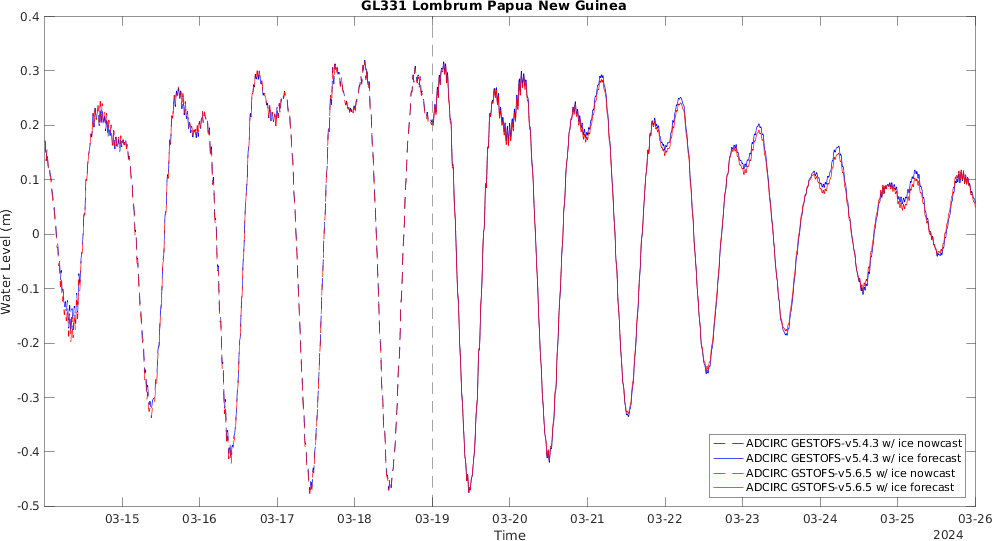 GL331 Lombrum Papua New Guinea
0.4
0.3
0.2
0.1
0
-0.1
-0.2
-0.3
-0.4
-0.5
Water Level (m)
ADCIRC GESTOFS-v5.4.3 w/ ice nowcast
ADCIRC GESTOFS-v5.4.3 w/ ice forecast
ADCIRC GSTOFS-v5.6.5 w/ ice nowcast
ADCIRC GSTOFS-v5.6.5 w/ ice forecast
03-15 03-16 03-17 03-18 03-19 03-20 03-21 03-22 03-23 03-24 03-25 03-26
Time
2024